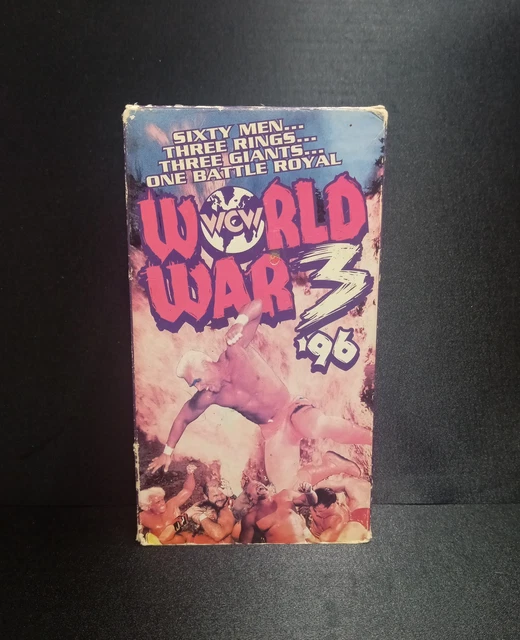 SIXTY MEN...
THREE RINGS...
THREE GIANTS...
ONE BATTLE ROYAL
WORLD
WCW
WAR 3
'96